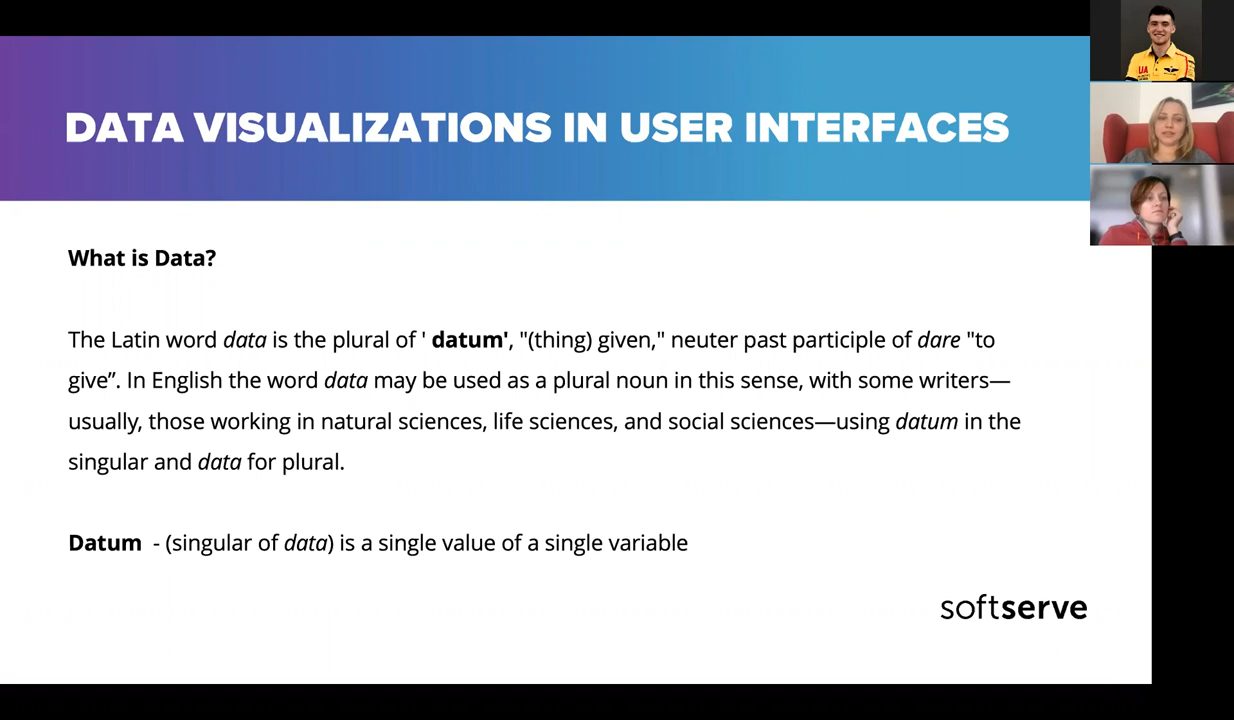 DATA VISUALIZATIONS IN USER INTERFACES
UA
What is Data?
The Latin word data is the plural of ' datum', "(thing) given," neuter past participle of dare "to
give”. In English the word data may be used as a plural noun in this sense, with some writers—
usually, those working in natural sciences, life sciences, and social sciences—using datum in the
singular and data for plural.
Datum - (singular of data) is a single value of a single variable
softserve